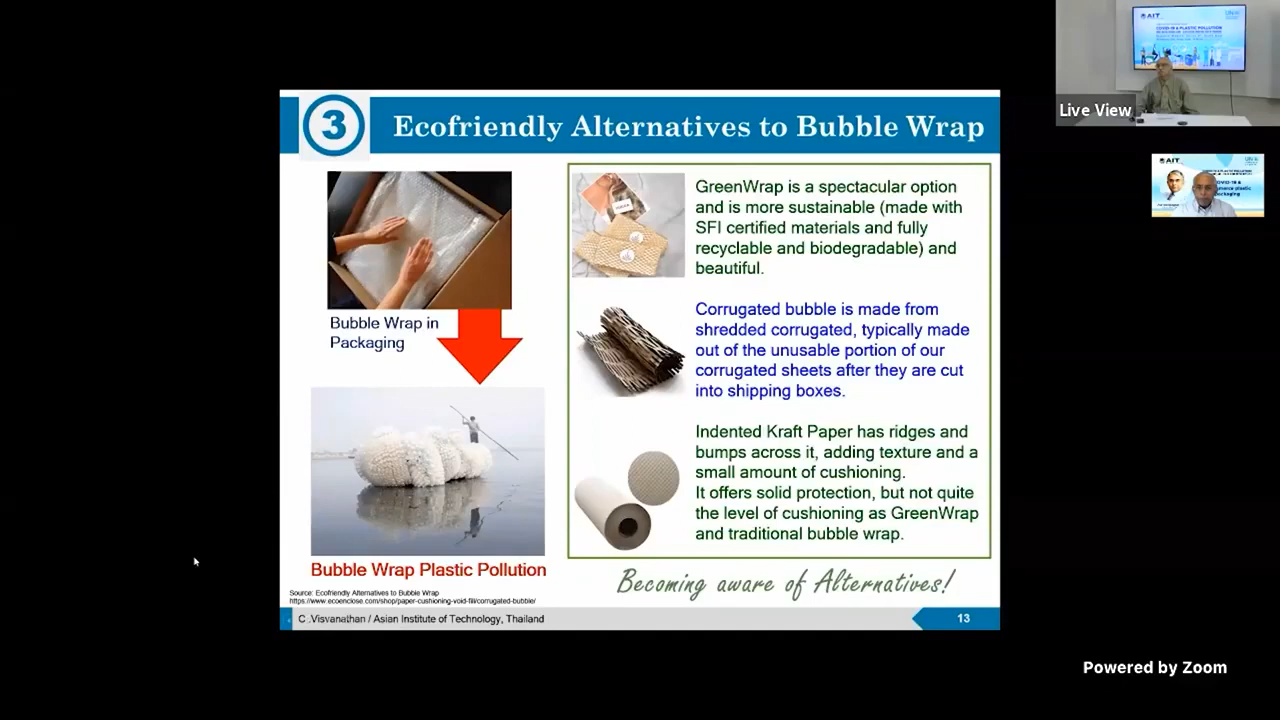 3
Ecofriendly Alternatives to Bubble Wrap
Bubble Wrap in
Packaging
Bubble Wrap Plastic Pollution
Source: Ecofriendly Alternatives to Bubble Wrap
https://www.ecoenclose.com/shop/paper-cushioning-void-fill/corrugated-bubble/
GreenWrap is a spectacular option
and is more sustainable (made with
SFI certified materials and fully
recyclable and biodegradable) and
beautiful.
Corrugated bubble is made from
shredded corrugated, typically made
out of the unusable portion of our
corrugated sheets after they are cut
into shipping boxes.
Indented Kraft Paper has ridges and
bumps across it, adding texture and a
small amount of cushioning.
It offers solid protection, but not quite
the level of cushioning as GreenWrap
and traditional bubble wrap.
Becoming aware of Alternatives!
C .Visvanathan / Asian Institute of Technology, Thailand
13
AIT
Live View
AIT
Powered by Zoom